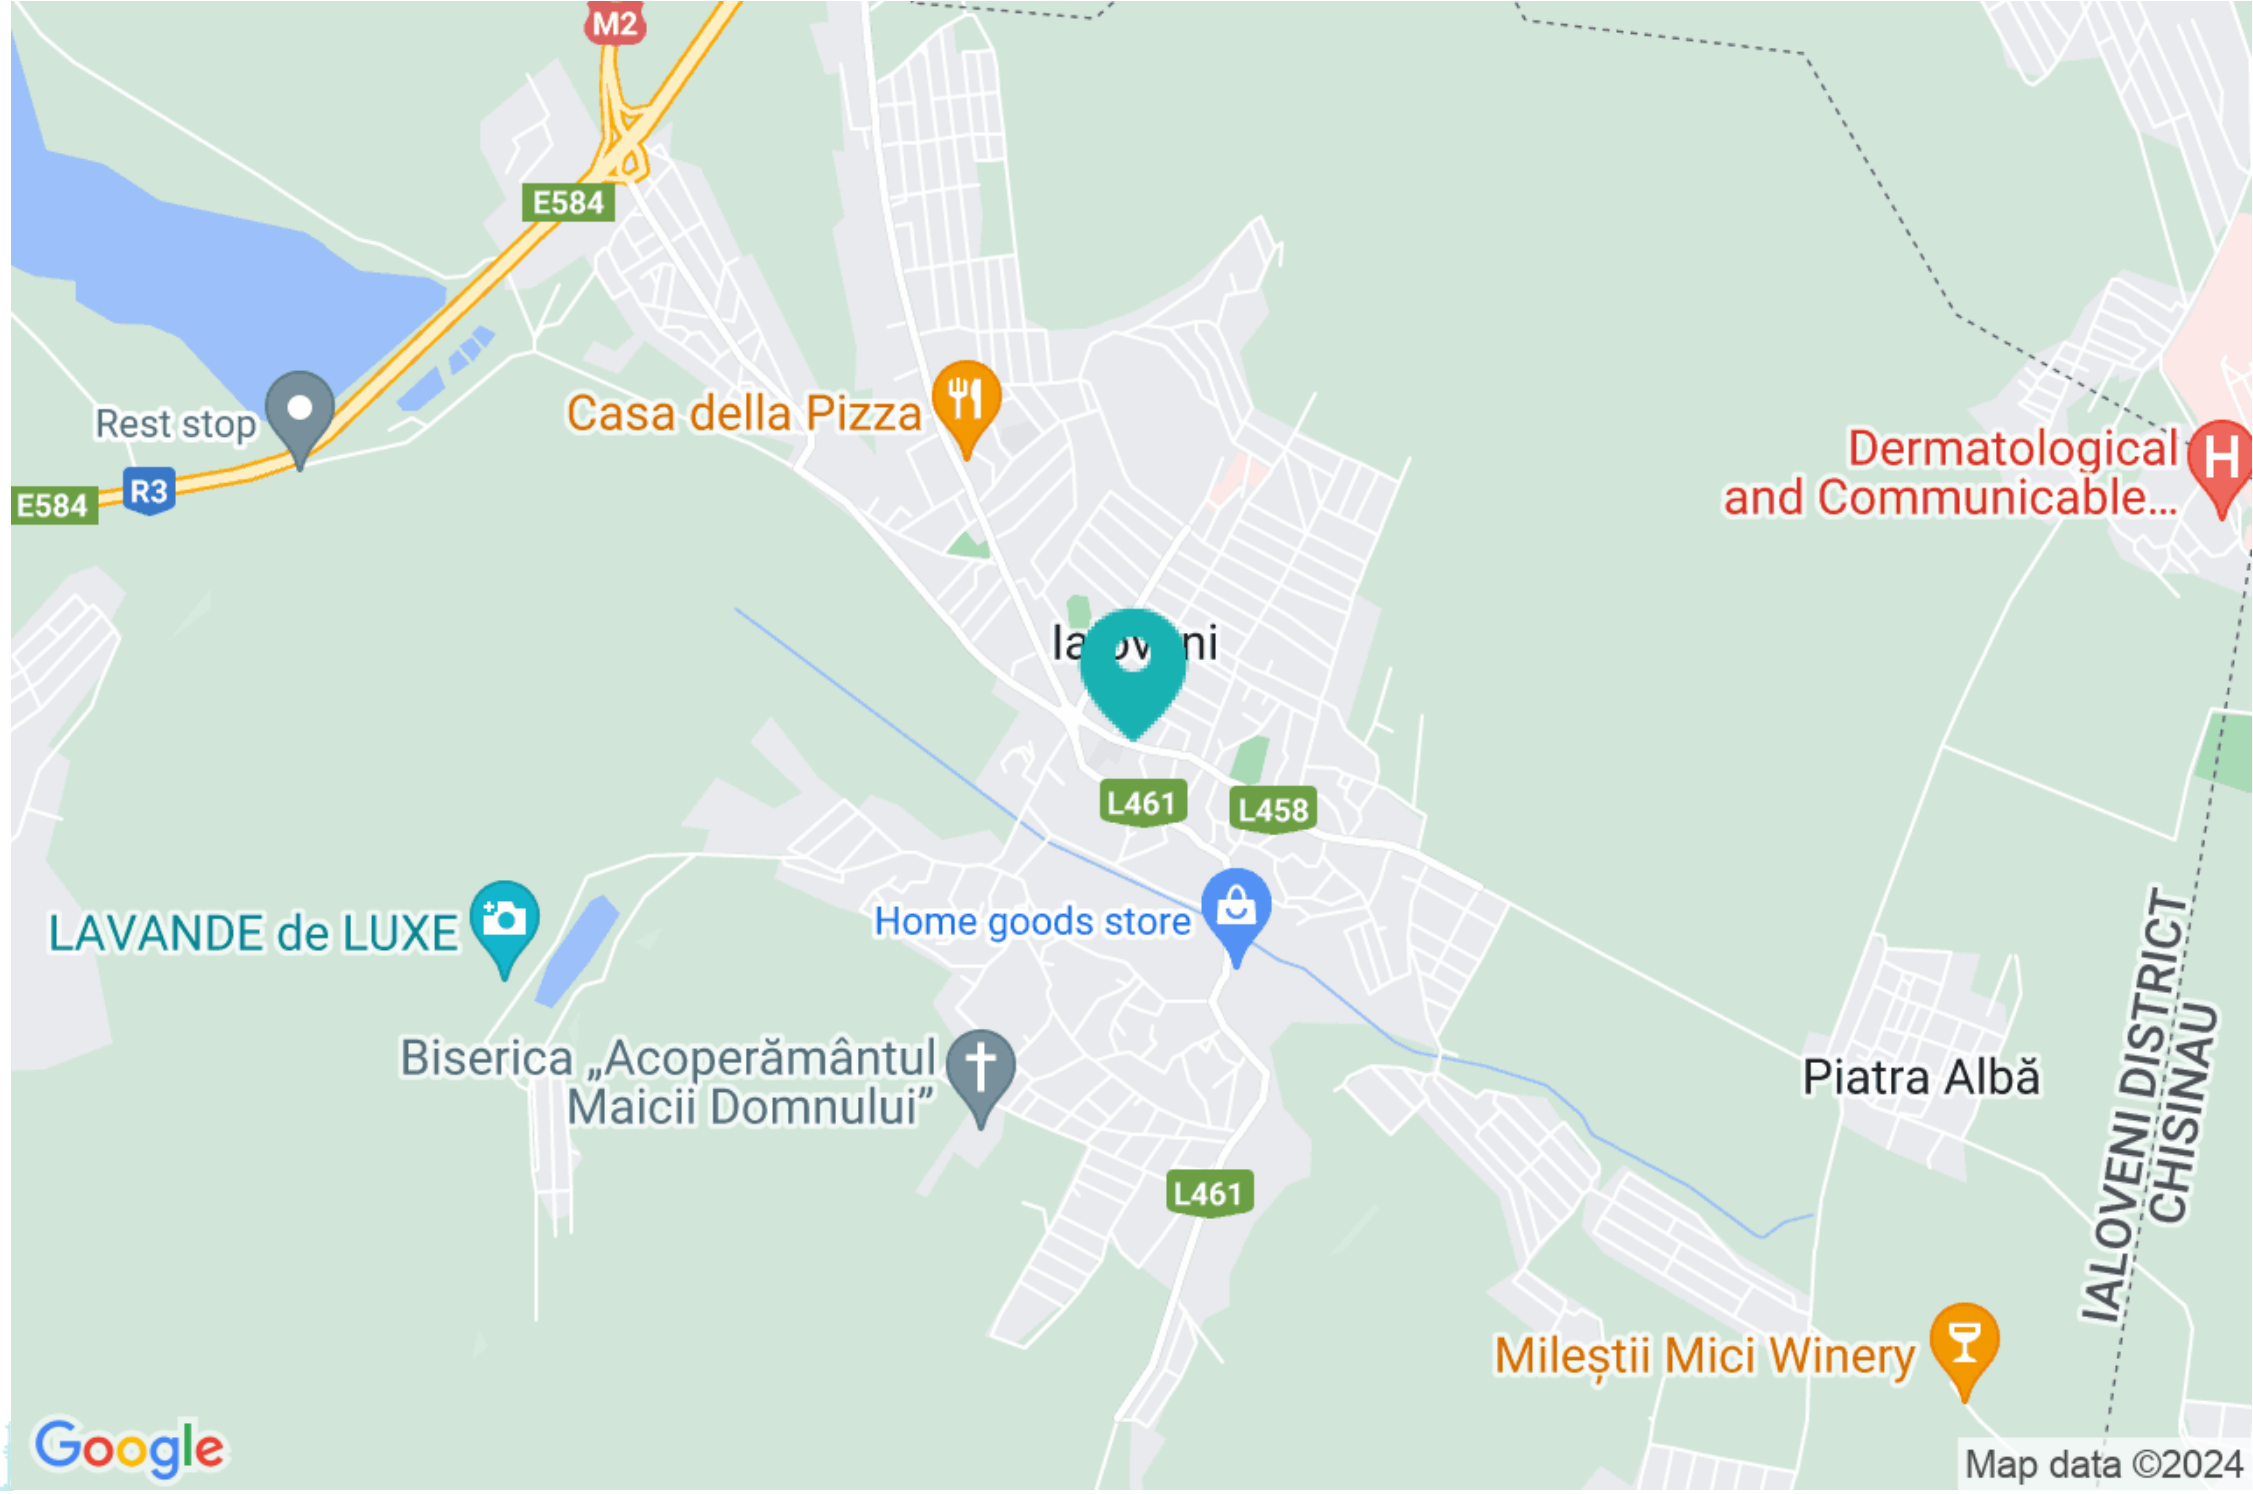 M2
E584
Casa della Pizza
Rest stop
R3
E584
Dermatological
and Communicable...
H
L461
L458
LAVANDE de LUXE
Home goods store
Biserica „Acoperământul
Maicii Domnului”
Piatra Albă
IALOVENI DISTRICT
CHISINAU
L461
Mileștii Mici Winery
Google
Map data ©2024